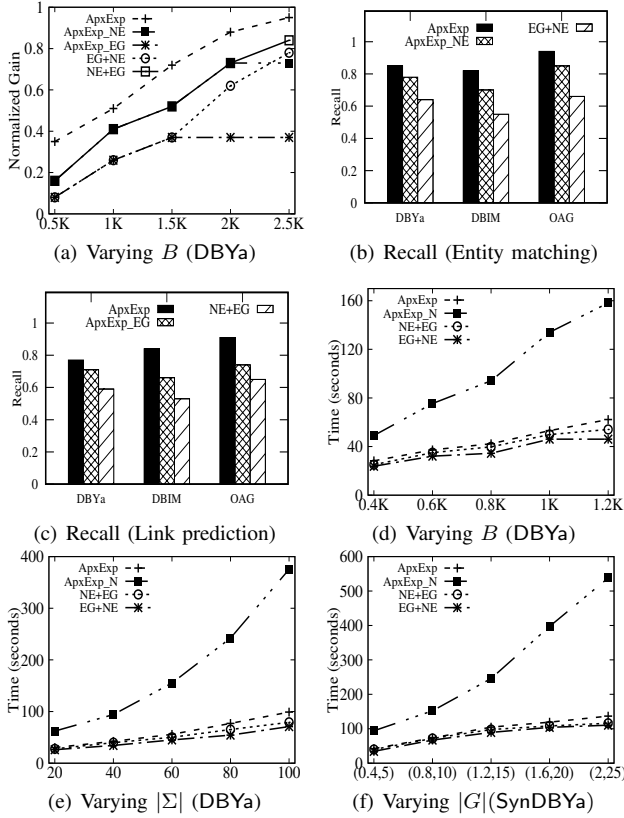 ApxExp
ApxExp_NE
ApxExp_EG
EG+NE
NE+EG
Normalized Gain
1.0
0.8
0.6
0.4
0.2
0
0.5K 1K 1.5K 2K 2.5K
(a) Varying B (DBYa)
ApxExp
ApxExp_NE
EG+NE
Recall
1
0.8
0.6
0.4
0.2
0
DBYa DBIM OAG
(b) Recall (Entity matching)
ApxExp
ApxExp_EG
NE+EG
Recall
1
0.8
0.6
0.4
0.2
0
DBYa DBIM OAG
(c) Recall (Link prediction)
ApxExp
ApxExp_N
NE+EG
EG+NE
Time (seconds)
160
120
80
40
0
0.4K 0.6K 0.8K 1K 1.2K
(d) Varying B (DBYa)
ApxExp
ApxExp_N
NE+EG
EG+NE
Time (seconds)
400
300
200
100
0
20 40 60 80 100
(e) Varying |Σ| (DBYa)
ApxExp
ApxExp_N
NE+EG
EG+NE
Time (seconds)
600
500
400
300
200
100
0
(0.4,5) (0.8,10) (1.2,15) (1.6,20) (2,25)
(f) Varying |G|(SynDBYa)